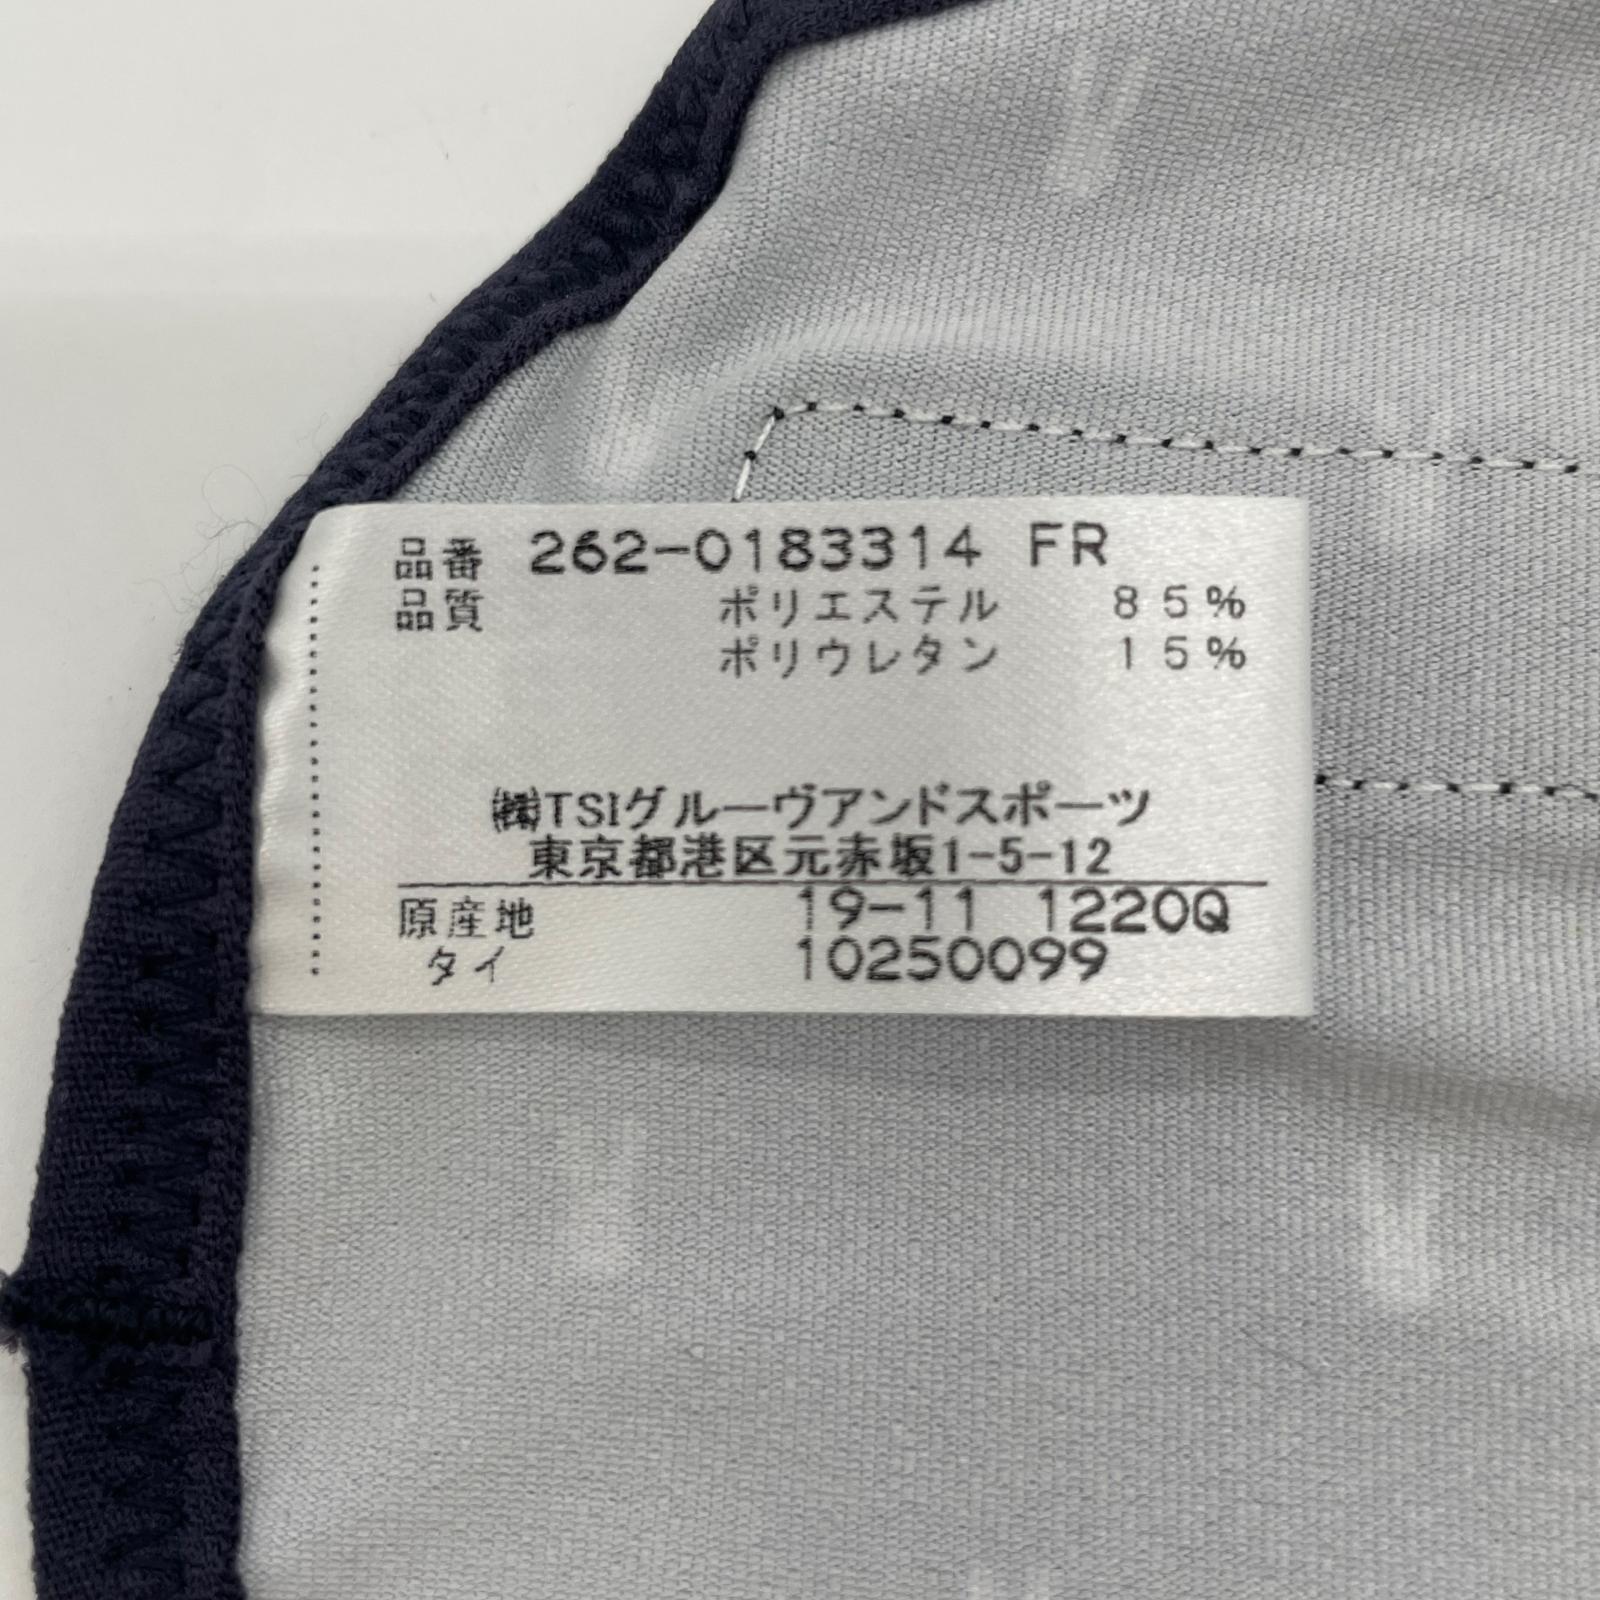 品番 262-0183314 FR
品質 ポリエステル 85%
ポリウレタン 15%
㈱TSIグルーヴアンドスポーツ
東京都港区元赤坂1-5-12
原産地 19-11 1220Q
タイ 10250099